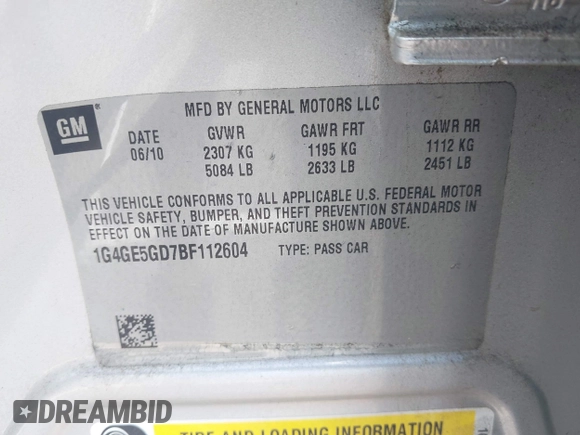 GM
MFD BY GENERAL MOTORS LLC
DATE GVWR GAWR FRT GAWR RR
06/10 2307 KG 1195 KG 1112 KG
5084 LB 2633 LB 2451 LB
THIS VEHICLE CONFORMS TO ALL APPLICABLE U.S. FEDERAL MOTOR
VEHICLE SAFETY, BUMPER, AND THEFT PREVENTION STANDARDS IN
EFFECT ON THE DATE OF MANUFACTURE SHOWN ABOVE.
1G4GE5GD7BF112604 TYPE: PASS CAR
TIRE AND LOADING INFORMATION
DREAMBID